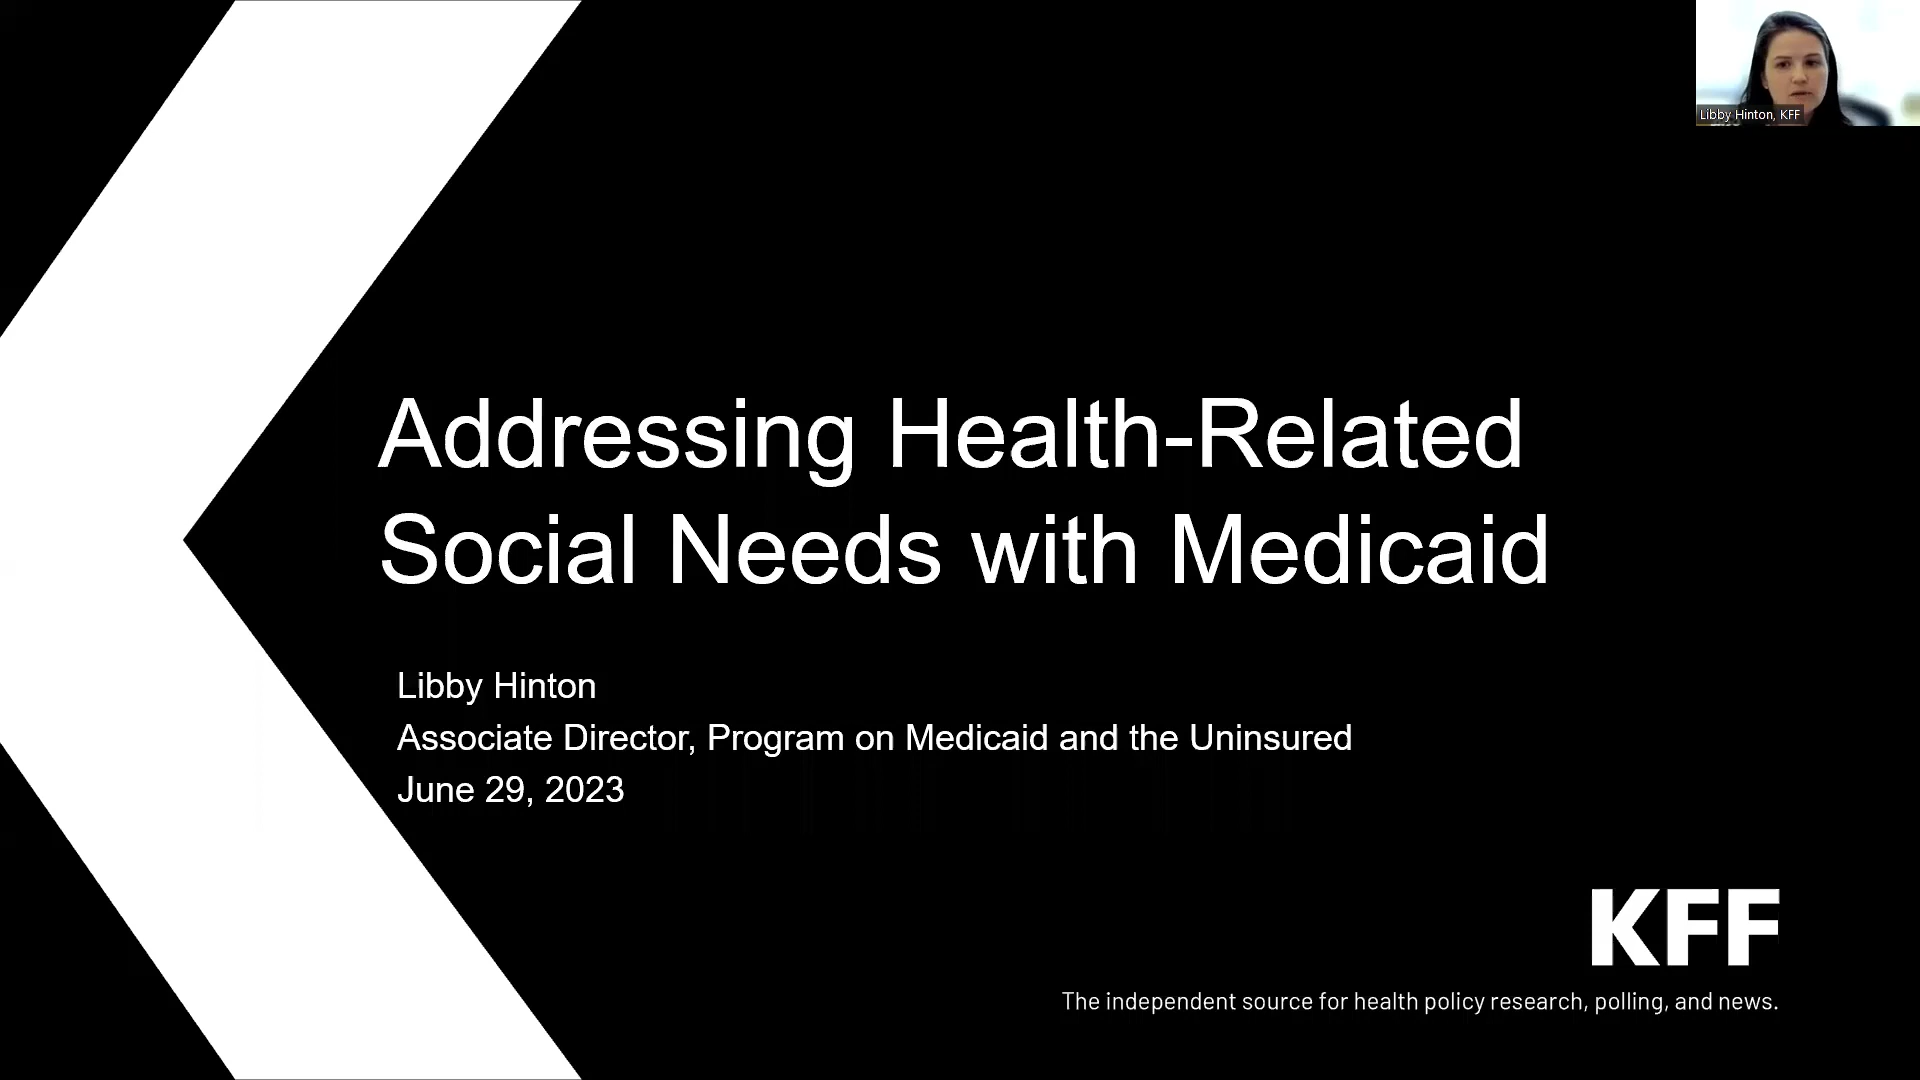 Libby Hinton, KFF
Addressing Health-Related
Social Needs with Medicaid
Libby Hinton
Associate Director, Program on Medicaid and the Uninsured
June 29, 2023
KFF
The independent source for health policy research, polling, and news.